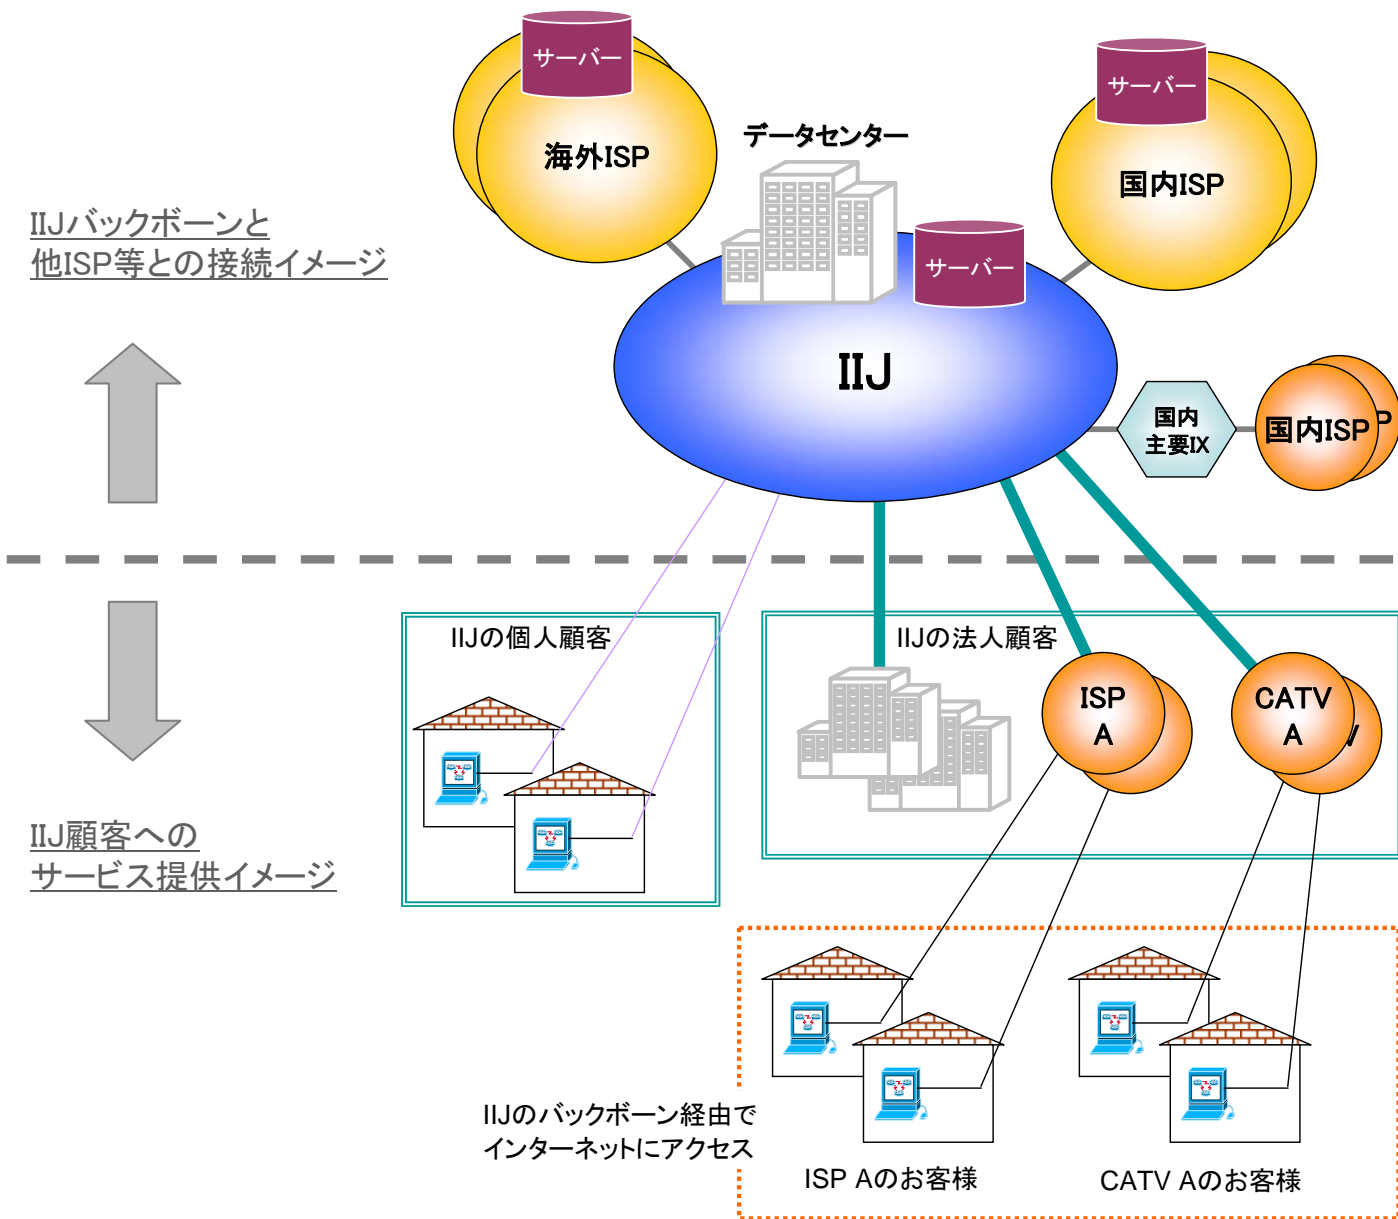 サーバー
海外ISP
データセンター
サーバー
国内ISP
IIJバックボーンと
他ISP等との接続イメージ
サーバー
IIJ
国内
主要IX
国内ISP
P
IIJの個人顧客
IIJの法人顧客
ISP
A
CATV
A
V
IIJ顧客への
サービス提供イメージ
IIJのバックボーン経由で
インターネットにアクセス
ISP Aのお客様
CATV Aのお客様